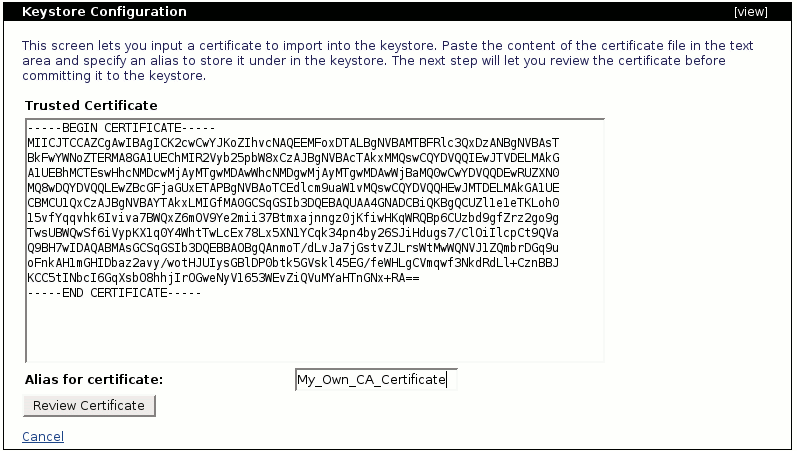 Keystore Configuration
[view]
This screen lets you input a certificate to import into the keystore. Paste the content of the certificate file in the text
area and specify an alias to store it under in the keystore. The next step will let you review the certificate before
committing it to the keystore.
Trusted Certificate
-----BEGIN CERTIFICATE-----
MIICJTCCAZCgAwIBAgICK2cwCwYJKoZIhvcNAQEEMFoxDTALBgNVBAMTBFRlc3QxDzANBgNVBAsT
BkFwYWNoZTERMA8GA1UEChMIR2Vyb25pbW8xCzAJBgNVBAcTAkxMMQswCQYDVQQIEwJTVDELMAkG
A1UEBhMCTEswHhcNMDcwMjAyMTgwMDAwWhcNMDgwMjAyMTgwMDAwWjBaMQ0wCwYDVQQDEwRUZXN0
MQ8wDQYDVQQLEwZBcGFjaGUxETAPBgNVBAoTCEdlcm9uaW1vMQswCQYDVQQHEwJMTDELMAkGA1UE
CBMCU1QxCzAJBgNVBAYTAkxLMIGfMA0GCSqGSIb3DQEBAQUAA4GNADCBiQKBgQCUZl1e1eTKLoh0
15vfYqqvhk6Iviva7BWQxZ6mOV9Ye2mii37Btmxajnngz0jKfiwHKqWRQBp6CUzbd9gfZrz2go9g
TwsUBWQwSf6iVypKX1q0Y4WhtTwLcEx78Lx5XN1YCqk34pn4by26SJiHdugs7/ClOiIlcpCt9QVa
Q9BH7wIDAQABMAsGCSqGSIb3DQEBBAOBgQAnmoT/dLvJa7jGstvZJLrsWtMwWQNVJ1ZQmbrDGq9u
oFnkAH1mGHIDbaz2avy/wotHJUIysGBlDP0btk5GVskl45EG/feWHLgCVmqwf3NkdRdLl+CznBBJ
KCC5tINbcI6GqXsbO8hhjIrOGweNyV1653WEvZiQVuMYaHTnGNx+RA==
-----END CERTIFICATE-----
Alias for certificate:
My_Own_CA_Certificate
Review Certificate
Cancel